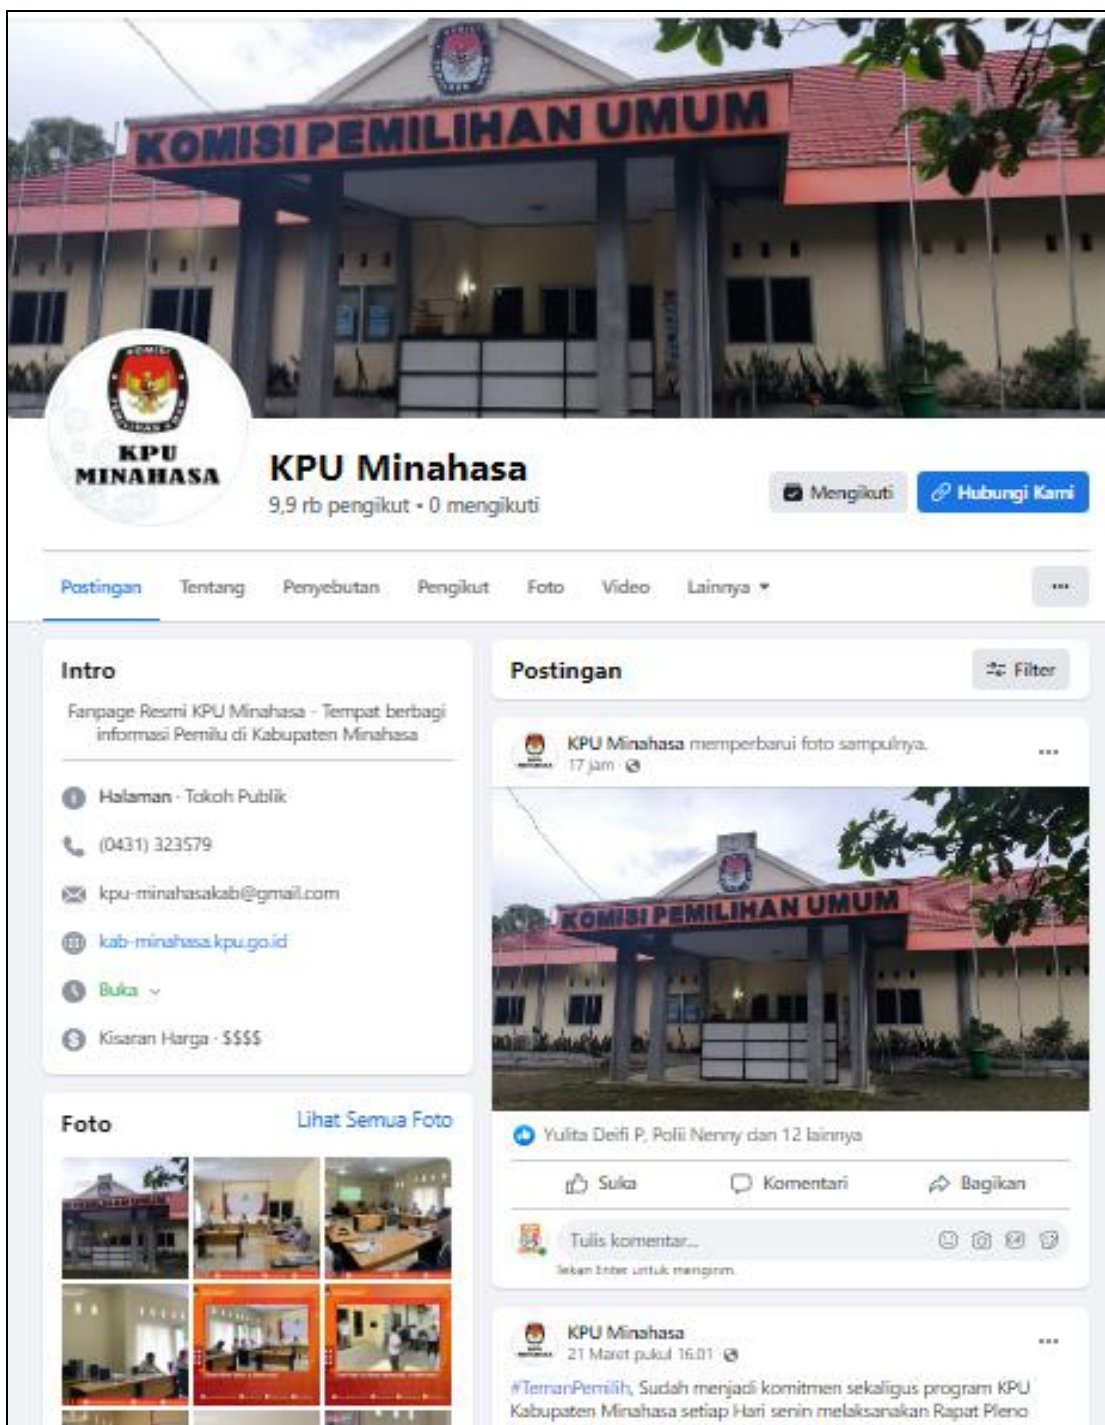 KOMISI PEMILIHAN UMUM
KOMISI
PEMILIHAN UMUM
KPU
MINAHASA
KPU Minahasa
9,9 rb pengikut • 0 mengikuti
Mengikuti
Hubungi Kami
Postingan Tentang Penyebutan Pengikut Foto Video Lainnya
Intro
Fanpage Resmi KPU Minahasa - Tempat berbagi
informasi Pemilu di Kabupaten Minahasa
Halaman · Tokoh Publik
(0431) 323579
kpu-minahasakab@gmail.com
kab-minahasa.kpu.go.id
Buka
Kisaran Harga · $$$$
Foto
Lihat Semua Foto
Postingan
Filter
KPU Minahasa memperbarui foto sampulnya.
17 jam ·
KOMISI PEMILIHAN UMUM
Yulita Deifi P, Polii Nenny dan 12 lainnya
Suka Komentari Bagikan
Tulis komentar...
Tekan Enter untuk mengirim.
KPU Minahasa
21 Maret pukul 16.01 ·
#TemanPemilih, Sudah menjadi komitmen sekaligus program KPU
Kabupaten Minahasa setiap Hari senin melaksanakan Rapat Pleno